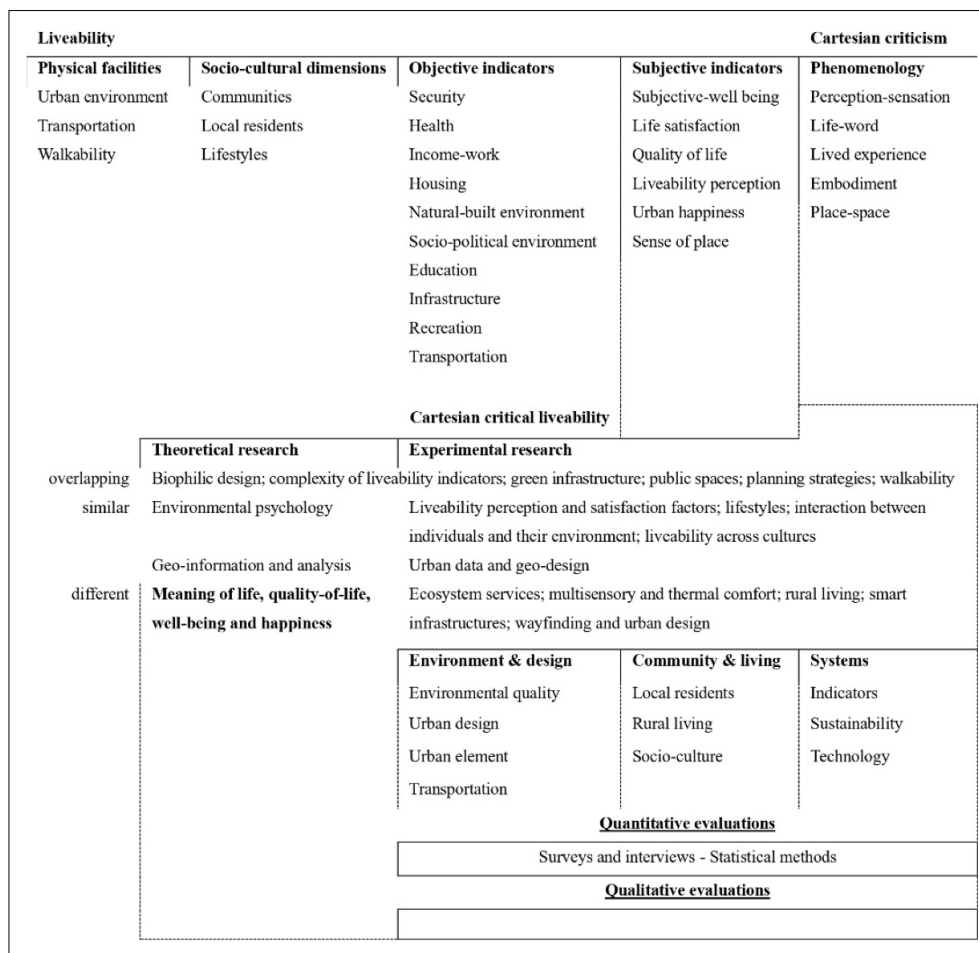 Liveability Cartesian criticism
Physical facilities Socio-cultural dimensions Objective indicators Subjective indicators Phenomenology
Urban environment Communities Security Subjective-well being Perception-sensation
Transportation Local residents Health Life satisfaction Life-word
Walkability Lifestyles Income-work Quality of life Lived experience
Housing Liveability perception Embodiment
Natural-built environment Urban happiness Place-space
Socio-political environment Sense of place
Education
Infrastructure
Recreation
Transportation
Cartesian critical liveability
Theoretical research Experimental research
overlapping Biophilic design; complexity of liveability indicators; green infrastructure; public spaces; planning strategies; walkability
similar Environmental psychology Liveability perception and satisfaction factors; lifestyles; interaction between
individuals and their environment; liveability across cultures
Geo-information and analysis Urban data and geo-design
different Meaning of life, quality-of-life, Ecosystem services; multisensory and thermal comfort; rural living; smart
well-being and happiness infrastructures; wayfinding and urban design
Environment & design Community & living Systems
Environmental quality Local residents Indicators
Urban design Rural living Sustainability
Urban element Socio-culture Technology
Transportation
Quantitative evaluations
Surveys and interviews - Statistical methods
Qualitative evaluations